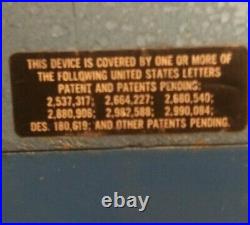 THIS DEVICE IS COVERED BY ONE OR MORE OF
THE FOLLOWING UNITED STATES LETTERS
PATENT AND PATENTS PENDING:
2,537,317; 2,664,227; 2,680,540;
2,880,906; 2,982,588; 2,990,084;
DES. 180,619; AND OTHER PATENTS PENDING.